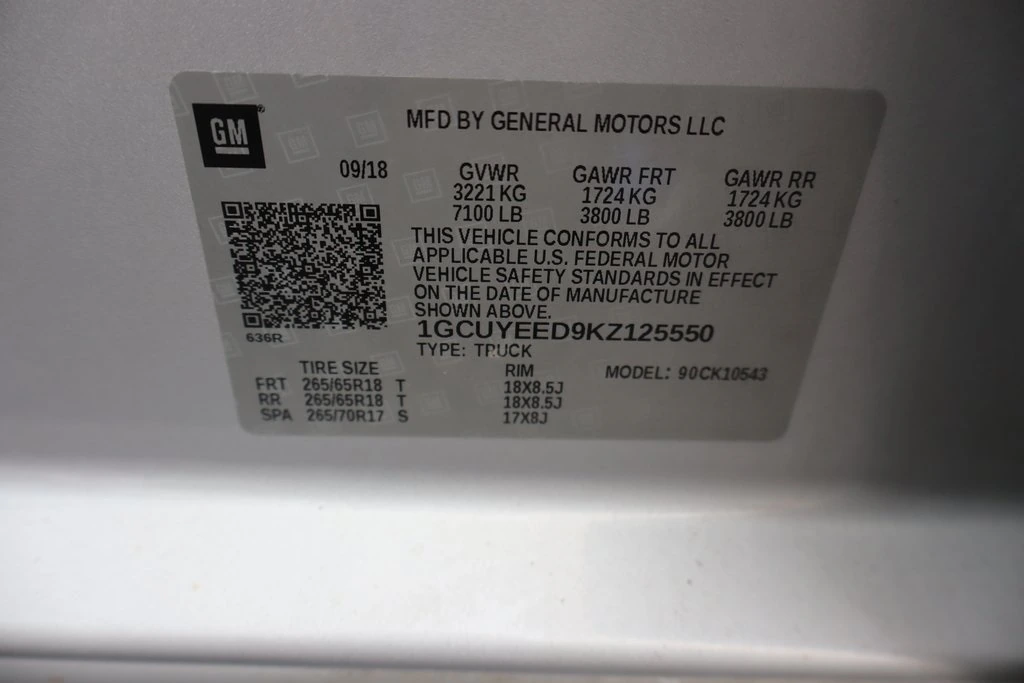 GM
MFD BY GENERAL MOTORS LLC
09/18
GVWR GAWR FRT GAWR RR
3221 KG 1724 KG 1724 KG
7100 LB 3800 LB 3800 LB
THIS VEHICLE CONFORMS TO ALL
APPLICABLE U.S. FEDERAL MOTOR
VEHICLE SAFETY STANDARDS IN EFFECT
ON THE DATE OF MANUFACTURE
SHOWN ABOVE.
1GCUYEED9KZ125550
636R
TYPE: TRUCK
TIRE SIZE RIM MODEL: 90CK10543
FRT 265/65R18 T 18X8.5J
RR 265/65R18 T 18X8.5J
SPA 265/70R17 S 17X8J